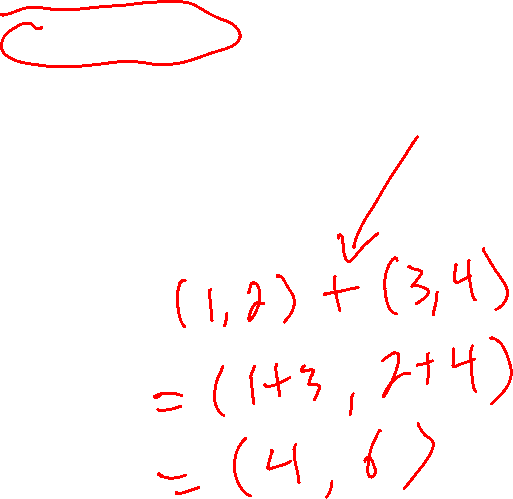 (1,2) + (3,4)
= (1+3, 2+4)
= (4, 6)